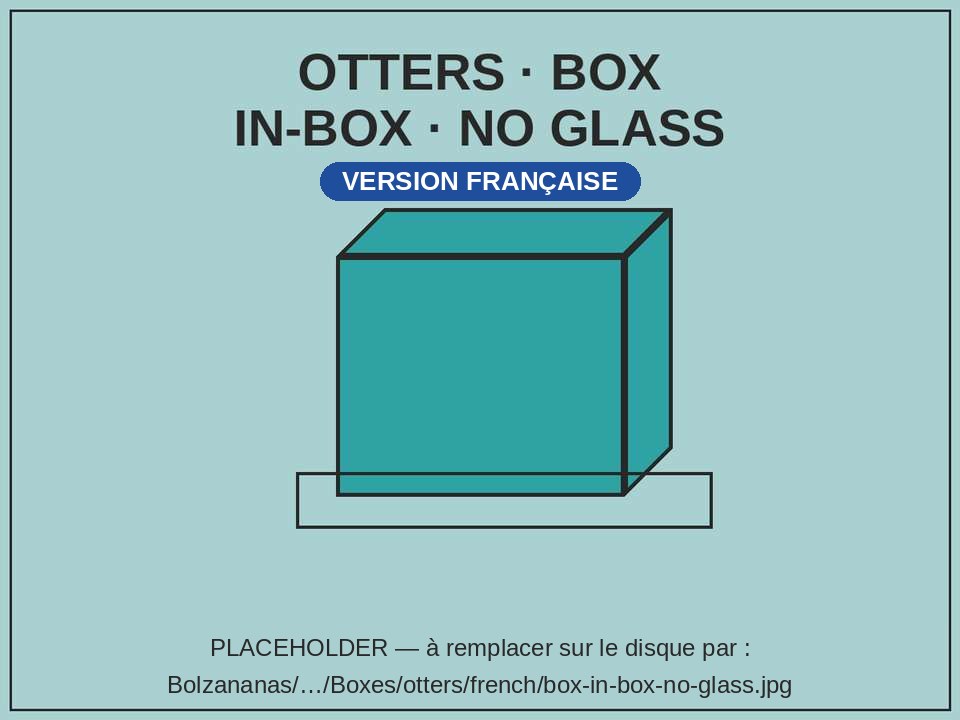 OTTERS · BOX
IN-BOX · NO GLASS
VERSION FRANÇAISE
PLACEHOLDER — à remplacer sur le disque par :
Bolzananas/…/Boxes/otters/french/box-in-box-no-glass.jpg